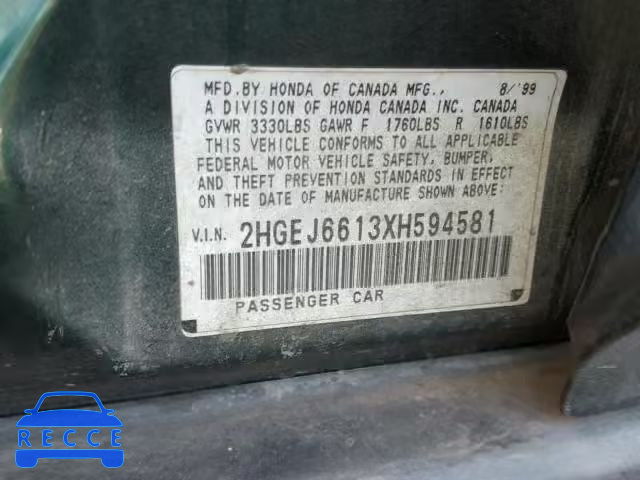 MFD. BY HONDA OF CANADA MFG., 8/'99
A DIVISION OF HONDA CANADA INC. CANADA
GVWR 3330LBS GAWR F 1760LBS R 1610LBS
THIS VEHICLE CONFORMS TO ALL APPLICABLE
FEDERAL MOTOR VEHICLE SAFETY, BUMPER,
AND THEFT PREVENTION STANDARDS IN EFFECT
ON THE DATE OF MANUFACTURE SHOWN ABOVE:
V.I.N. 2HGEJ6613XH594581
PASSENGER CAR
RECCE